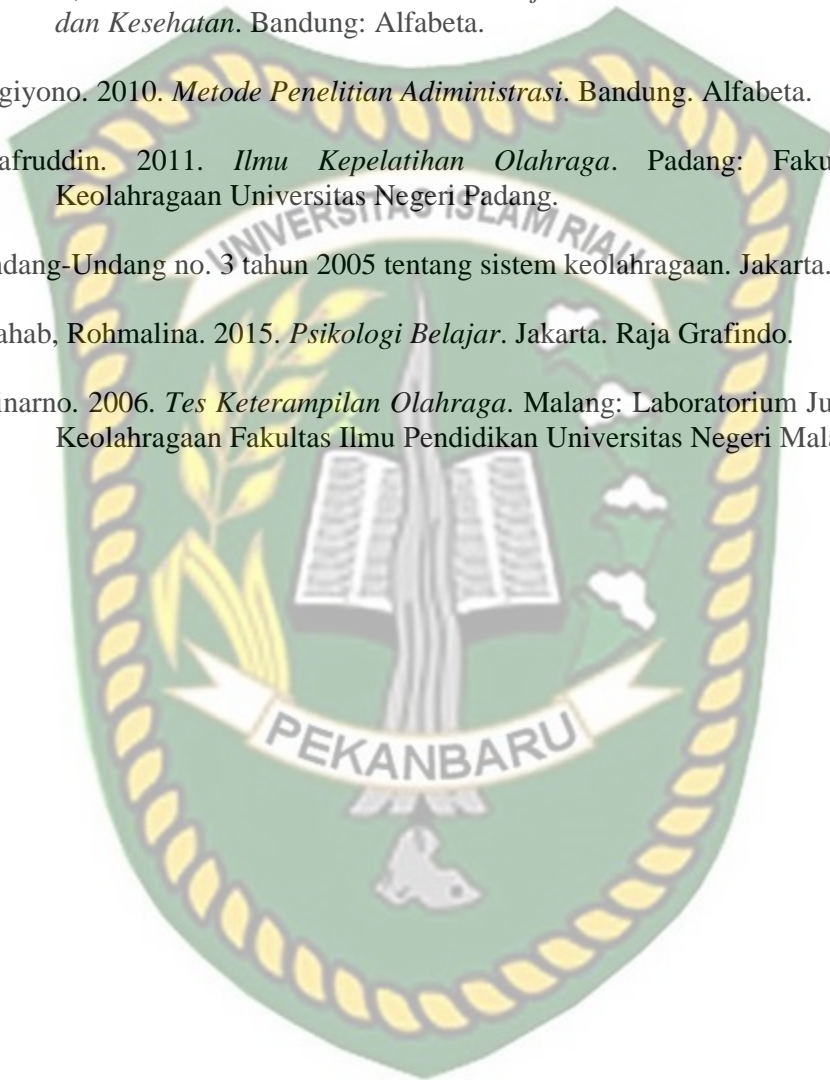 dan Kesehatan. Bandung: Alfabeta.
giyono. 2010. Metode Penelitian Adiministrasi. Bandung. Alfabeta.
afruddin. 2011. Ilmu Kepelatihan Olahraga. Padang: Faku
Keolahragaan Universitas Negeri Padang.
UNIVERSITAS ISLAM RIAU
ndang-Undang no. 3 tahun 2005 tentang sistem keolahragaan. Jakarta.
ahab, Rohmalina. 2015. Psikologi Belajar. Jakarta. Raja Grafindo.
inarno. 2006. Tes Keterampilan Olahraga. Malang: Laboratorium Ju
Keolahragaan Fakultas Ilmu Pendidikan Universitas Negeri Mala
PEKANBARU